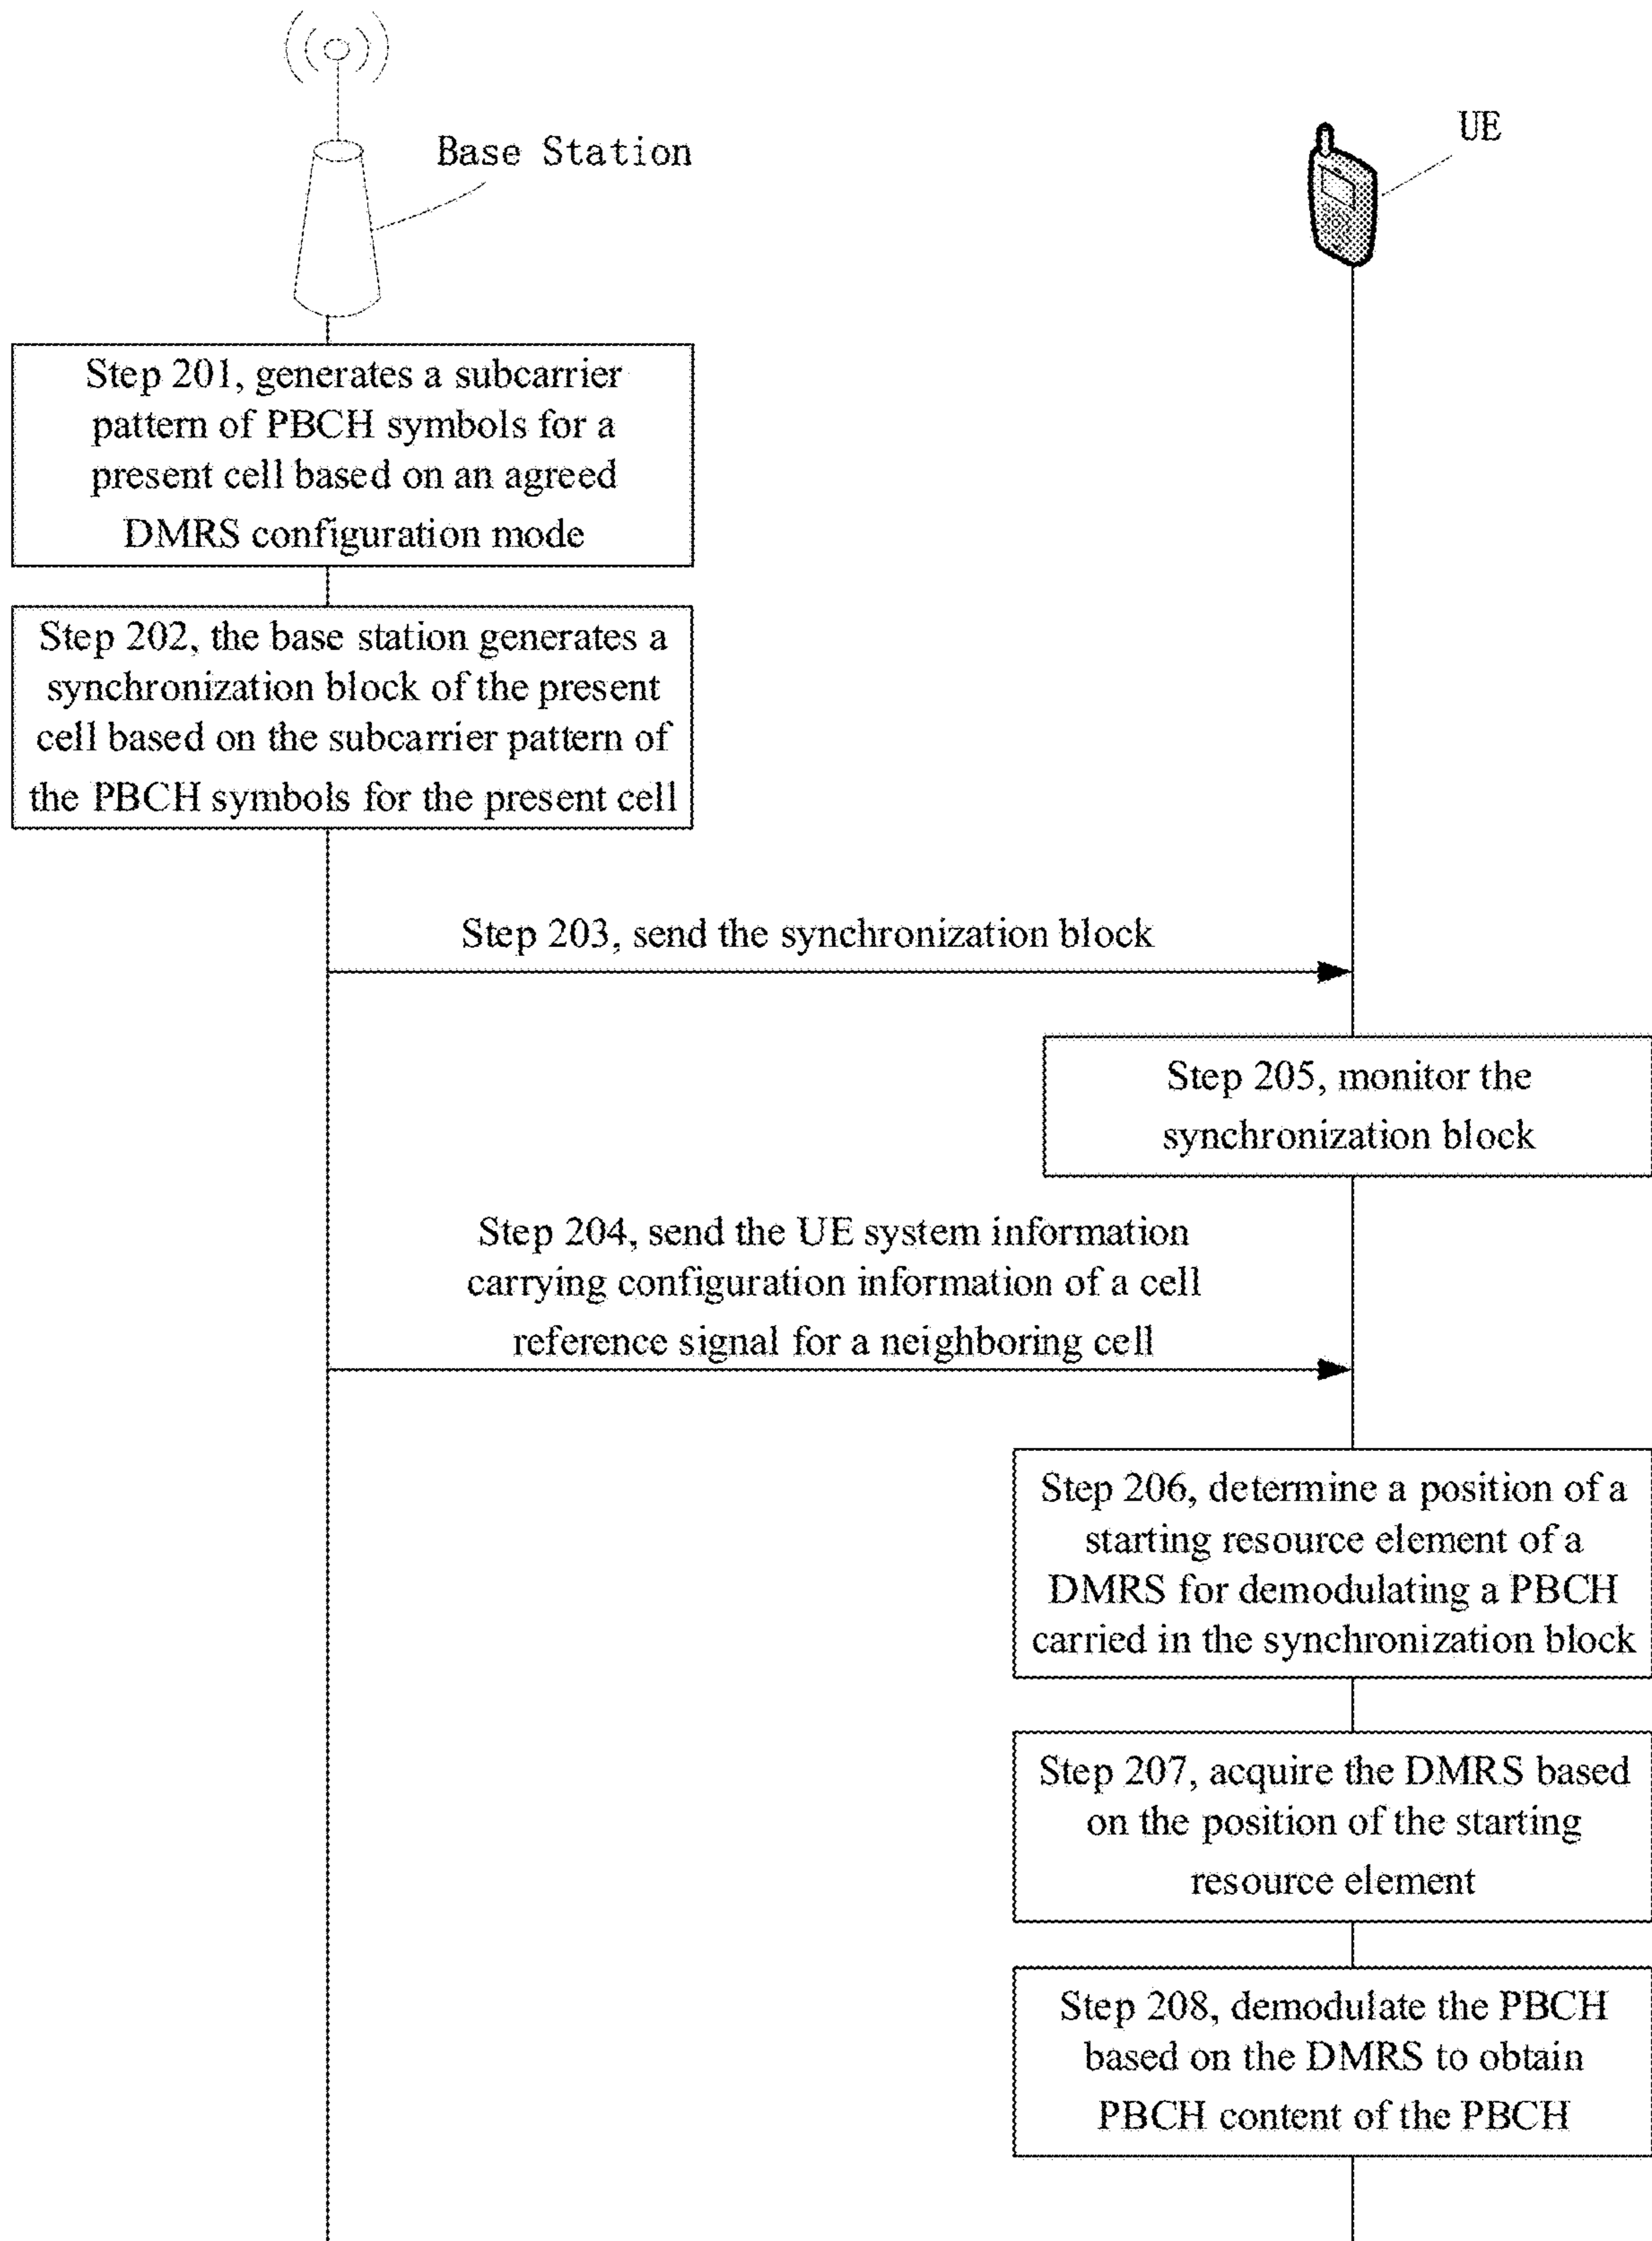 Base Station
UE
Step 201, generates a subcarrier
pattern of PBCH symbols for a
present cell based on an agreed
DMRS configuration mode
Step 202, the base station generates a
synchronization block of the present
cell based on the subcarrier pattern of
the PBCH symbols for the present cell
Step 203, send the synchronization block
Step 205, monitor the
synchronization block
Step 204, send the UE system information
carrying configuration information of a cell
reference signal for a neighboring cell
Step 206, determine a position of a
starting resource element of a
DMRS for demodulating a PBCH
carried in the synchronization block
Step 207, acquire the DMRS based
on the position of the starting
resource element
Step 208, demodulate the PBCH
based on the DMRS to obtain
PBCH content of the PBCH